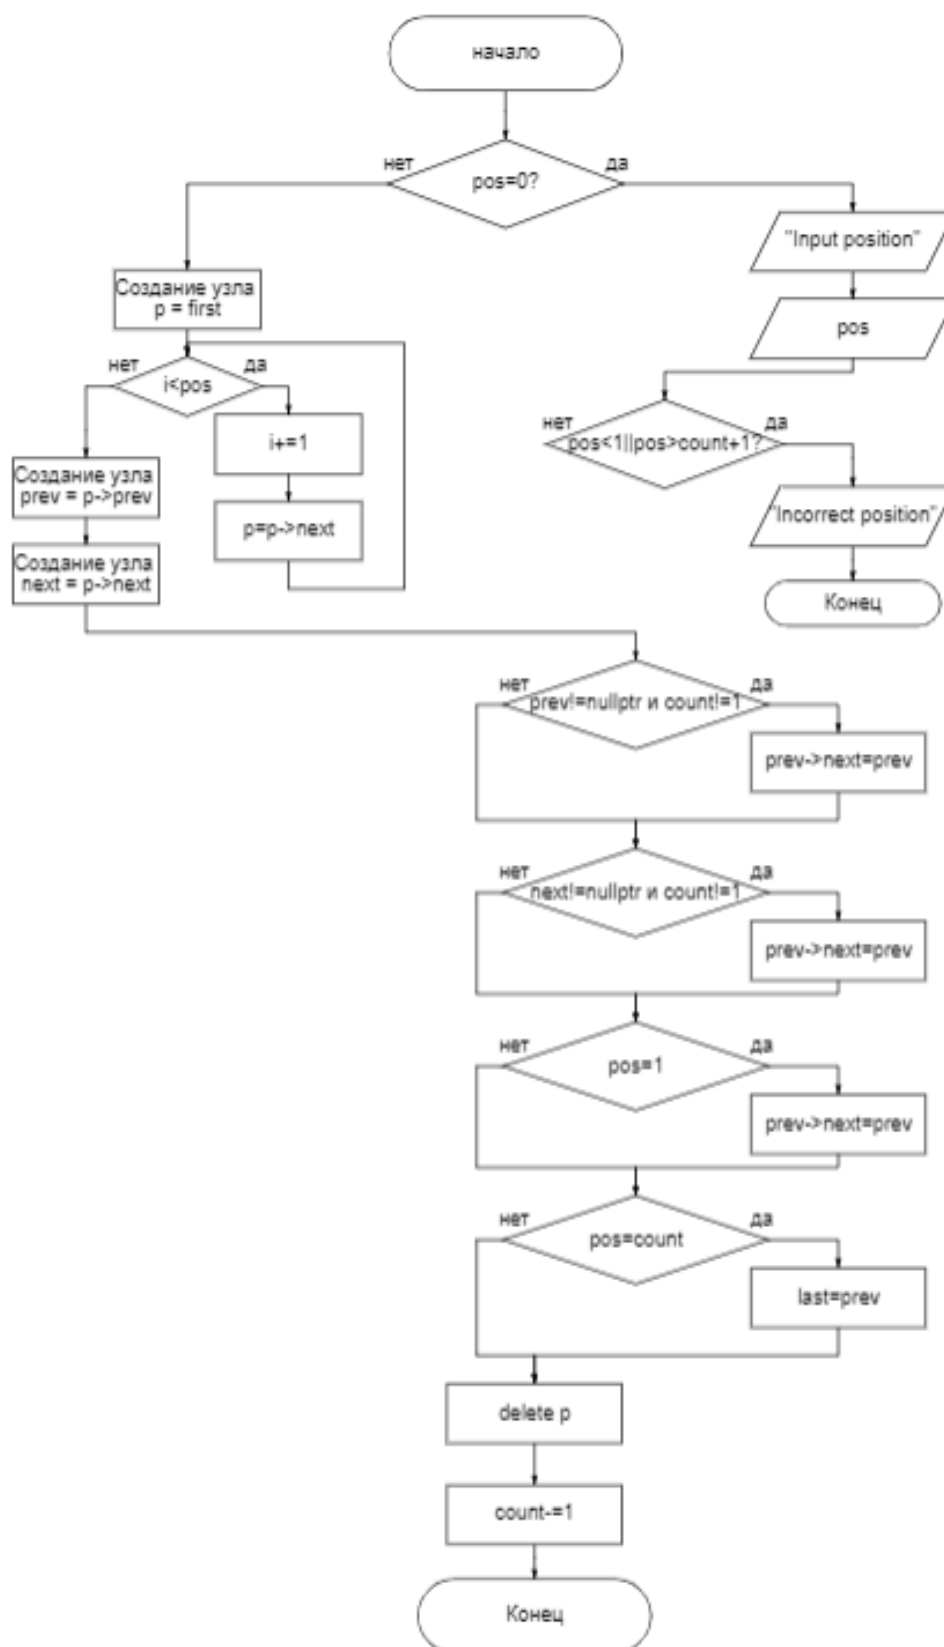 начало
нет
да
pos=0?
"Input position"
Создание узла
p = first
pos
нет
да
i<pos
нет
да
pos<1||pos>count+1?
i+=1
Создание узла
prev = p->prev
"Incorrect position"
p=p->next
Создание узла
next = p->next
Конец
нет
да
prev!=nullptr и count!=1
prev->next=prev
нет
да
next!=nullptr и count!=1
prev->next=prev
нет
да
pos=1
prev->next=prev
нет
да
pos=count
last=prev
delete p
count-=1
Конец